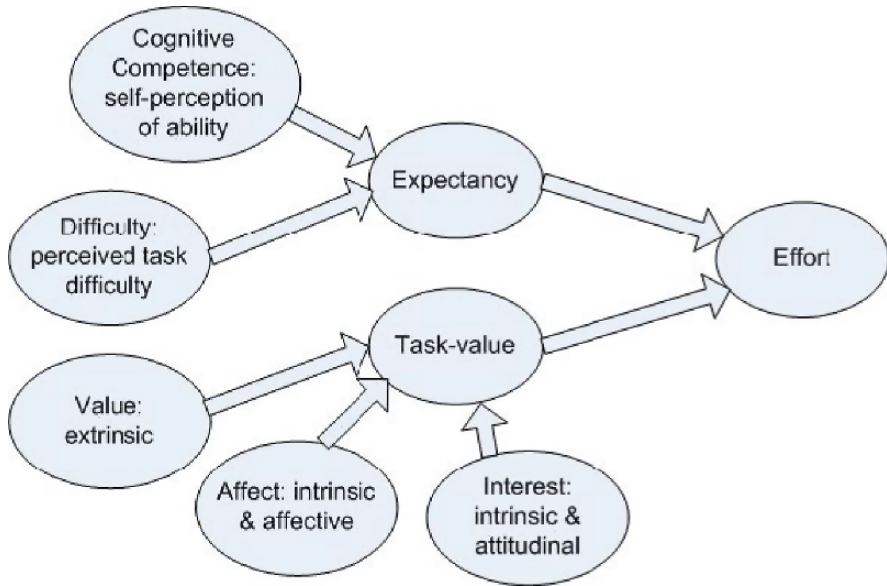 Cognitive
Competence:
self-perception
of ability
Expectancy
Difficulty:
perceived task
difficulty
Effort
Task-value
Value:
extrinsic
Affect: intrinsic
& affective
Interest:
intrinsic &
attitudinal